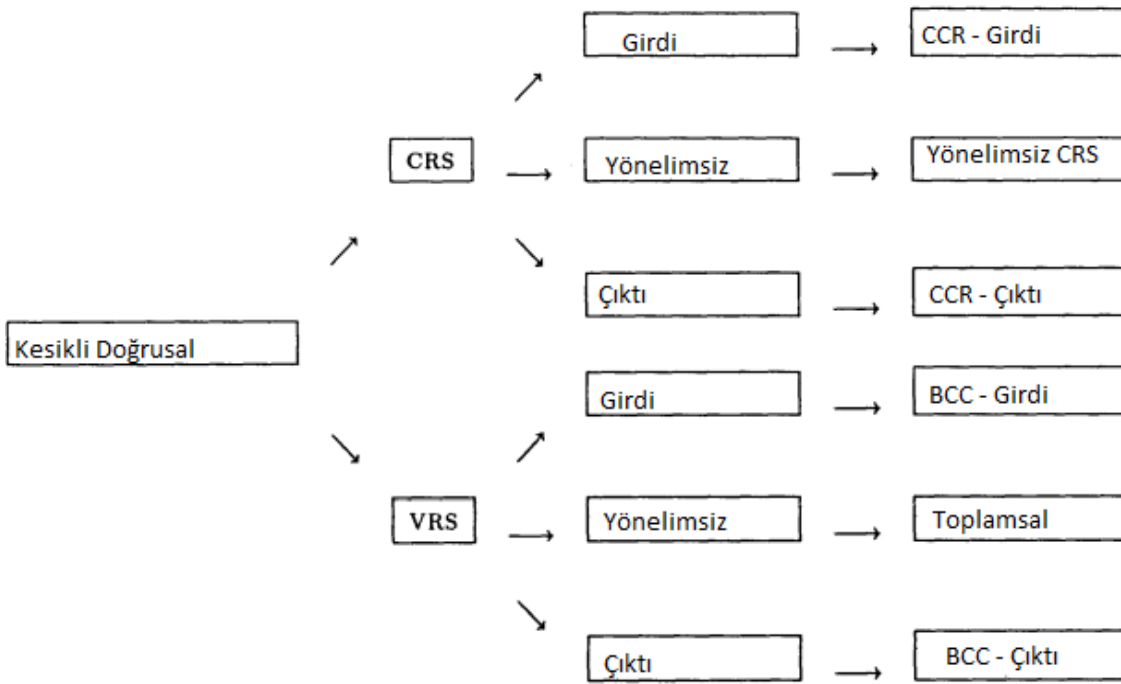 Girdi
CCR - Girdi
CRS
Yönelimsiz
Yönelimsiz CRS
Çıktı
CCR - Çıktı
Kesikli Doğrusal
Girdi
BCC - Girdi
VRS
Yönelimsiz
Toplamsal
Çıktı
BCC - Çıktı